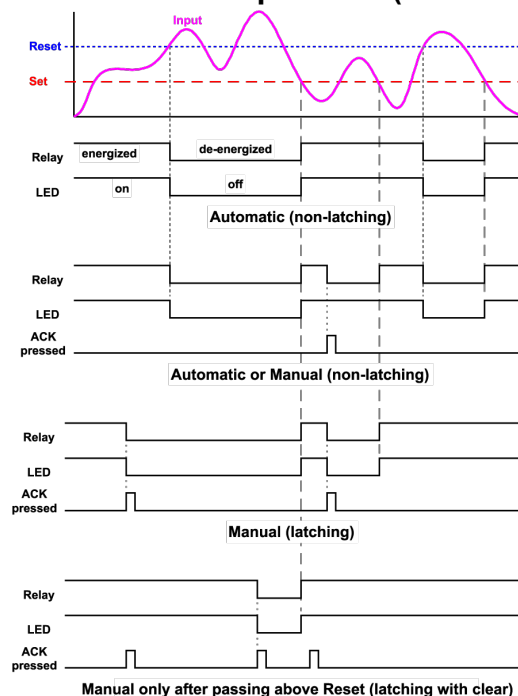 Input
Reset
Set
energized
de-energized
Relay
on
off
LED
Automatic (non-latching)
Relay
LED
ACK
pressed
Automatic or Manual (non-latching)
Relay
LED
ACK
pressed
Manual (latching)
Relay
LED
ACK
pressed
Manual only after passing above Reset (latching with clear)